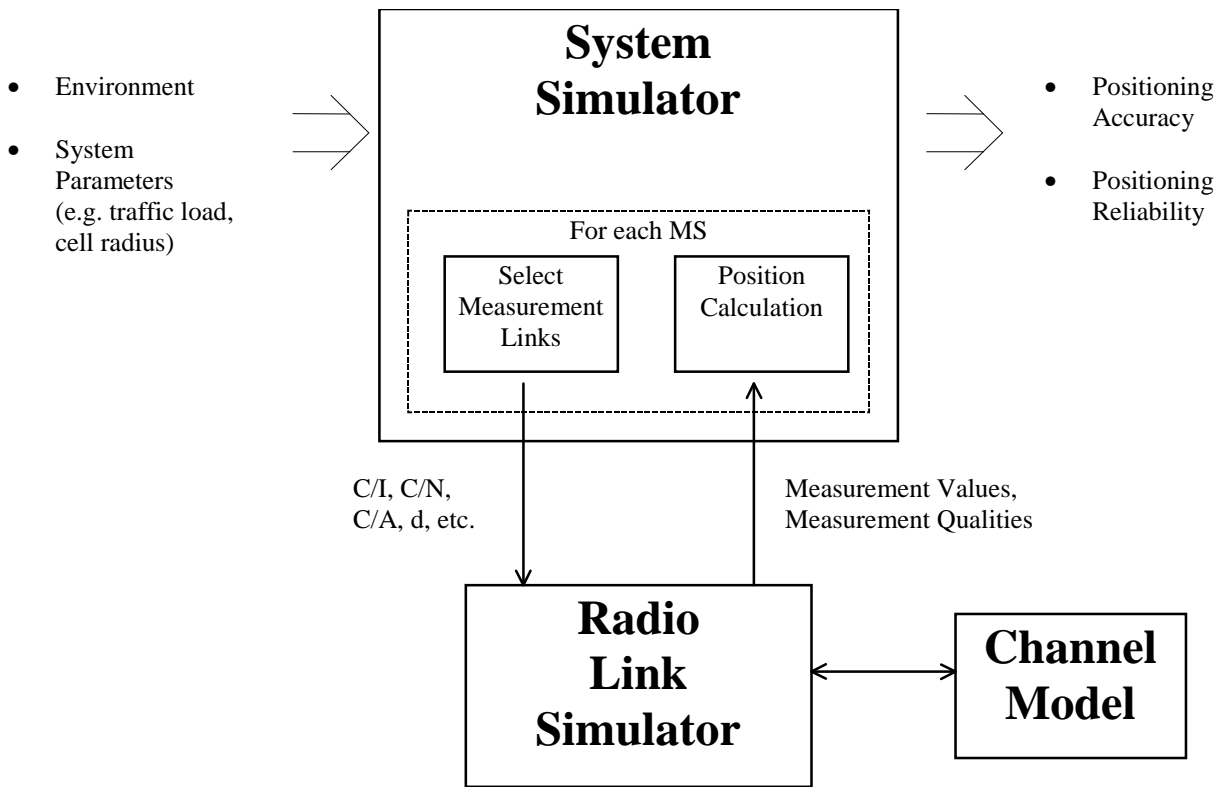 System
Simulator
• Environment
• System
Parameters
(e.g. traffic load,
cell radius)
• Positioning
Accuracy
• Positioning
Reliability
For each MS
Select
Measurement
Links
Position
Calculation
C/I, C/N,
C/A, d, etc.
Measurement Values,
Measurement Qualities
Radio
Link
Simulator
Channel
Model